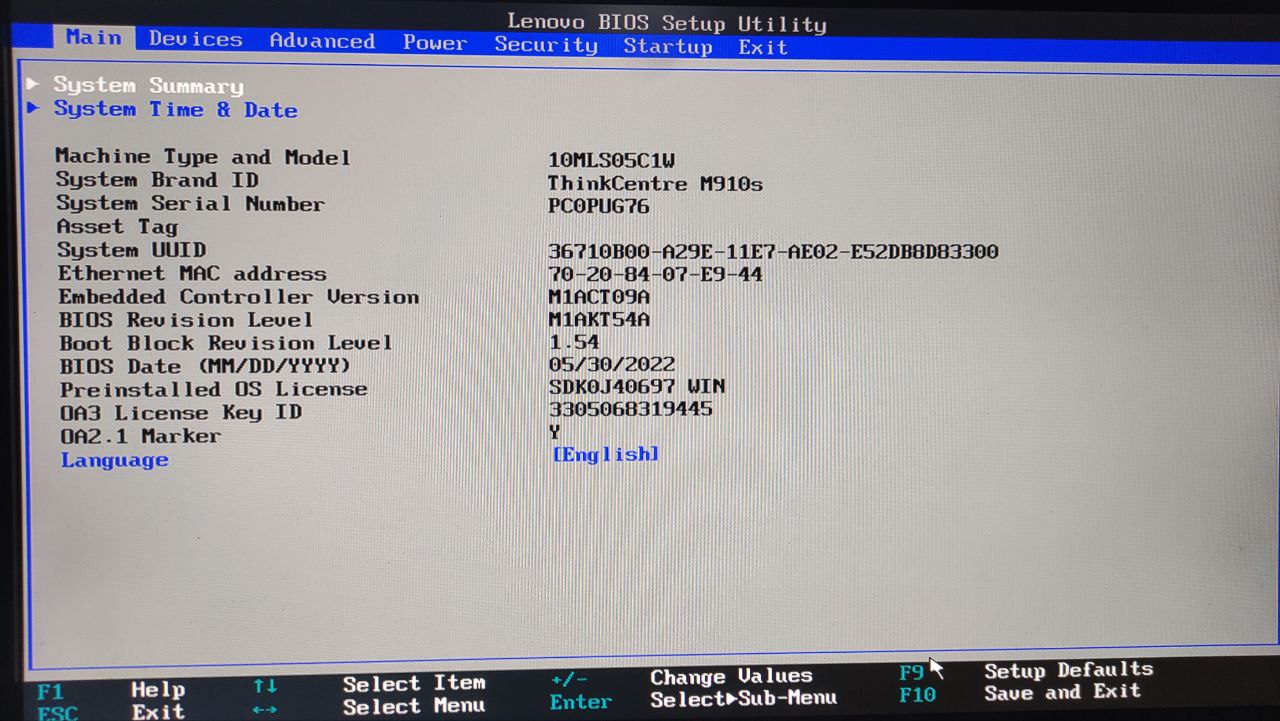 Lenovo BIOS Setup Utility
Main Devices Advanced Power Security Startup Exit
System Summary
System Time & Date
Machine Type and Model 10MLS05C1W
System Brand ID ThinkCentre M910s
System Serial Number PC0PUG76
Asset Tag
System UUID 36710B00-A29E-11E7-AE02-E52DB8D83300
Ethernet MAC address 70-20-84-07-E9-44
Embedded Controller Version M1ACT09A
BIOS Revision Level M1AKT54A
Boot Block Revision Level 1.54
BIOS Date (MM/DD/YYYY) 05/30/2022
Preinstalled OS License SDK0J40697 WIN
OA3 License Key ID 3305068319445
OA2.1 Marker Y
Language [English]
F1 Help ↑↓ Select Item +/- Change Values F9 Setup Defaults
ESC Exit ←→ Select Menu Enter Select▶Sub-Menu F10 Save and Exit